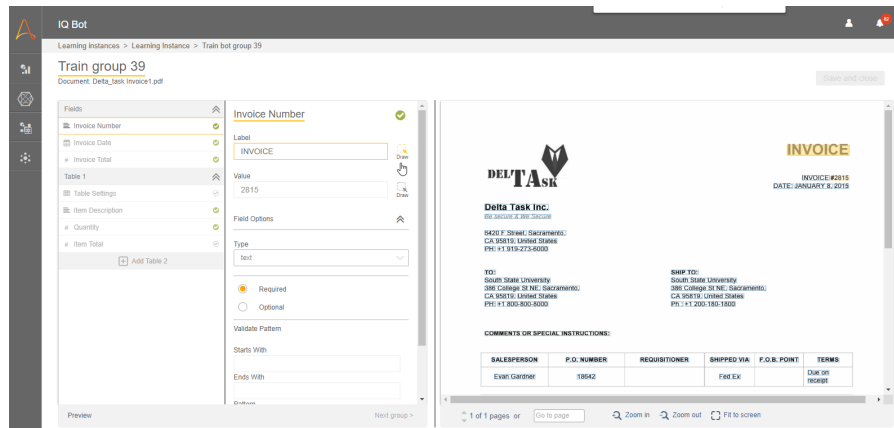 IQ Bot
92
Learning instances > Learning Instance > Train bot group 39
Train group 39
Document: Delta_task Invoice1.pdf
Save and close
Fields
Invoice Number
Invoice Date
# Invoice Total
Table 1
Table Settings
Item Description
# Quantity
# Item Total
Add Table 2
Preview
Invoice Number
Label
INVOICE
Draw
Value
2815
Draw
Field Options
Type
text
Required
Optional
Validate Pattern
Starts With
Ends With
Pattern
Next group >
INVOICE
DELTASK
INVOICE #2815
DATE: JANUARY 8, 2015
Delta Task Inc.
We secure & We Secure
6420 F Street, Sacramento,
CA 95819, United States
PH: +1 919-273-6000
TO:
South State University
386 College St NE, Sacramento,
CA 95819, United States
PH: +1 800-800-8000
SHIP TO:
South State University
386 College St NE, Sacramento,
CA 95819, United States
Ph : +1 200-180-1800
COMMENTS OR SPECIAL INSTRUCTIONS:
SALESPERSON P.O. NUMBER REQUISITIONER SHIPPED VIA F.O.B. POINT TERMS
Evan Gardner 18642 Fed Ex Due on
receipt
1 of 1 pages or Go to page Zoom in Zoom out Fit to screen